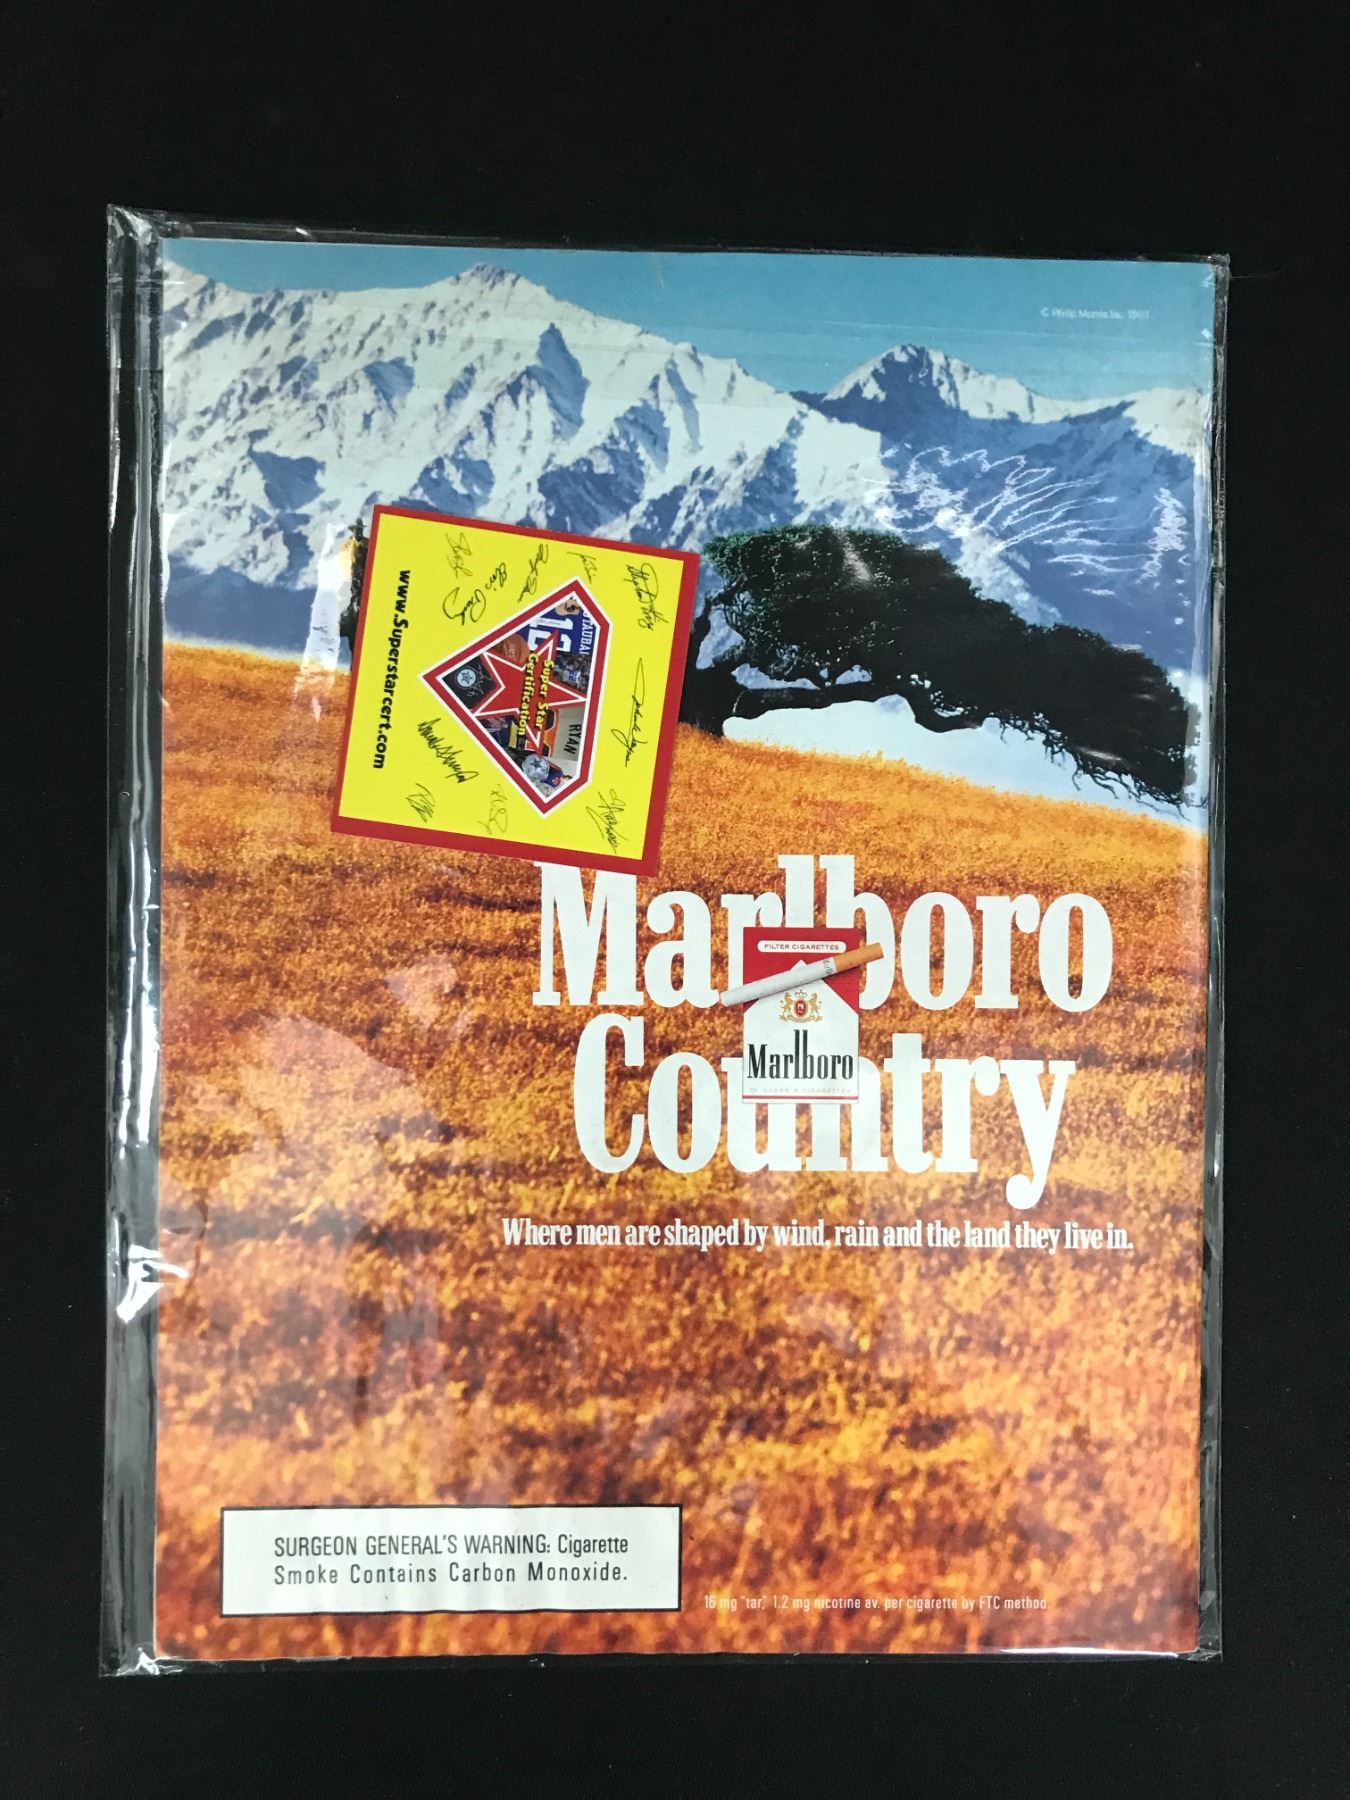 © Philip Morris Inc. 1993
www.Superstarcert.com
Super Star
Certification
STAUBA
12
RYAN
Marlboro
Country
FILTER CIGARETTES
Marlboro
Where men are shaped by wind, rain and the land they live in.
SURGEON GENERAL'S WARNING: Cigarette
Smoke Contains Carbon Monoxide.
16 mg "tar," 1.2 mg nicotine av. per cigarette by FTC method.